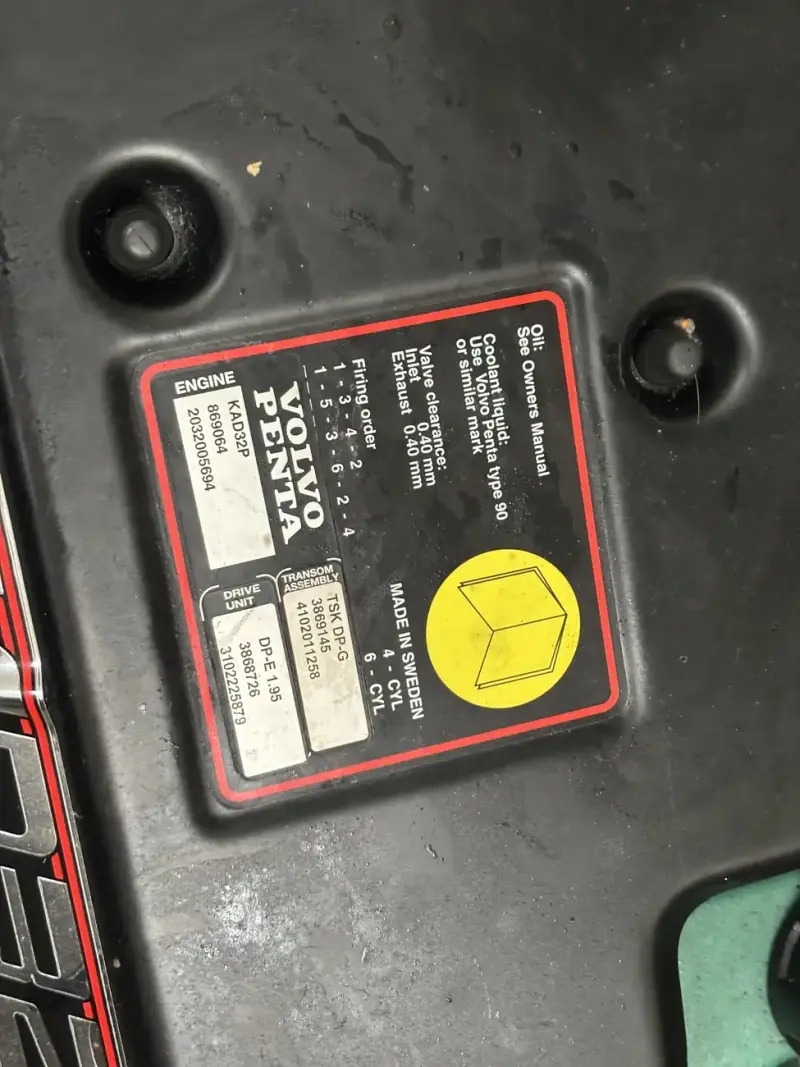 Oil:
See Owners Manual
Coolant liquid:
Use Volvo Penta type 90
or similar mark
Valve clearance:
Inlet 0.40 mm
Exhaust 0.40 mm
MADE IN SWEDEN
Firing order
1 - 3 - 4 - 2
4 - CYL
1 - 5 - 3 - 6 - 2 - 4
6 - CYL
VOLVO
PENTA
ENGINE
KAD32P
869064
2032005694
TRANSOM
ASSEMBLY
TSK DP-G
3869145
4102011258
DRIVE
UNIT
DP-E 1.95
3868726
3102225879